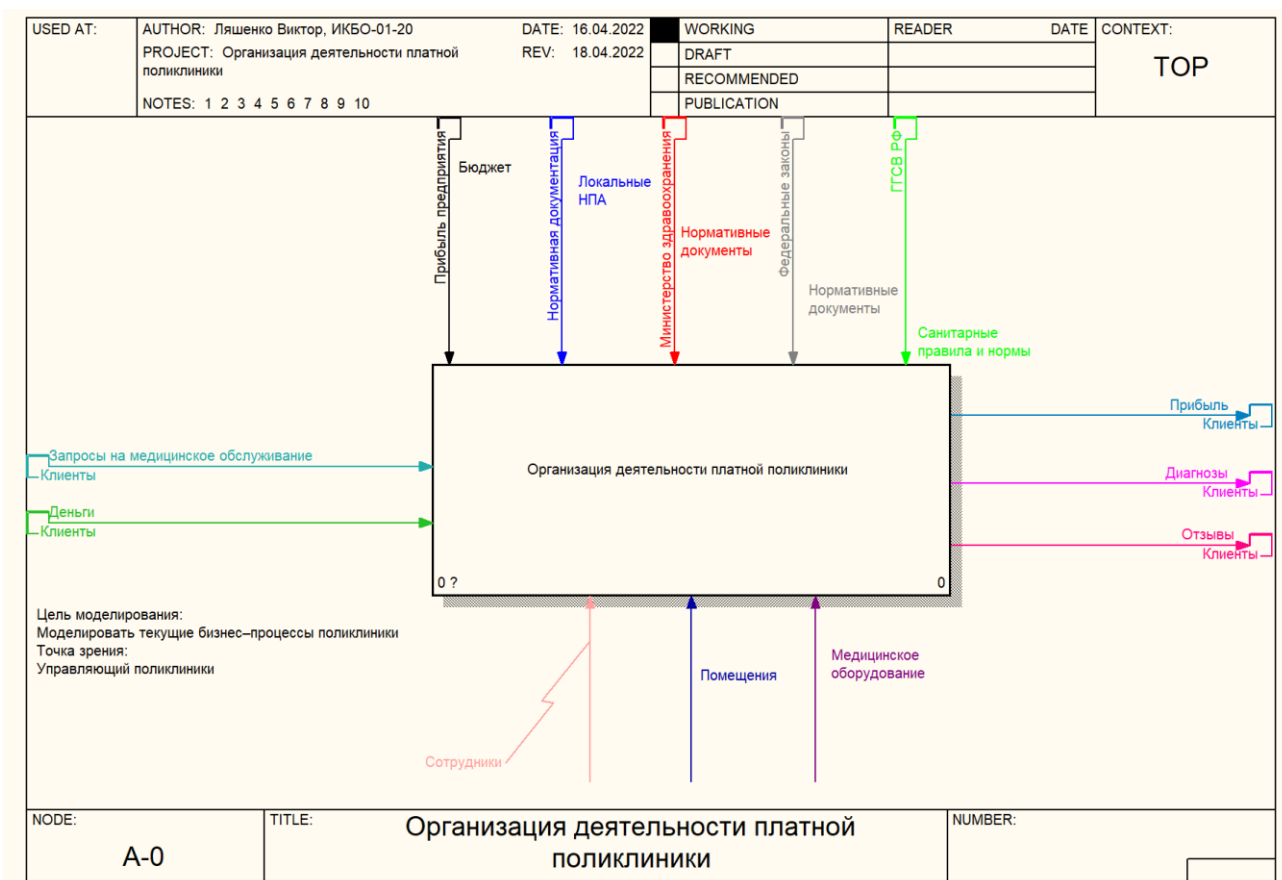 USED AT:
AUTHOR: Ляшенко Виктор, ИКБО-01-20
DATE: 16.04.2022
PROJECT: Организация деятельности платной
поликлиники
REV: 18.04.2022
NOTES: 1 2 3 4 5 6 7 8 9 10
WORKING
DRAFT
RECOMMENDED
PUBLICATION
READER DATE
CONTEXT:
TOP
Прибыль предприятия
Бюджет
Нормативная документация
Локальные
НПА
Министерство здравоохранения
Нормативные
документы
Федеральные законы
Нормативные
документы
ГГСВ РФ
Санитарные
правила и нормы
Запросы на медицинское обслуживание
Клиенты
Деньги
Клиенты
Организация деятельности платной поликлиники
0 ?
0
Прибыль
Клиенты
Диагнозы
Клиенты
Отзывы
Клиенты
Цель моделирования:
Моделировать текущие бизнес–процессы поликлиники
Точка зрения:
Управляющий поликлиники
Сотрудники
Помещения
Медицинское
оборудование
NODE:
A-0
TITLE:
Организация деятельности платной
поликлиники
NUMBER: